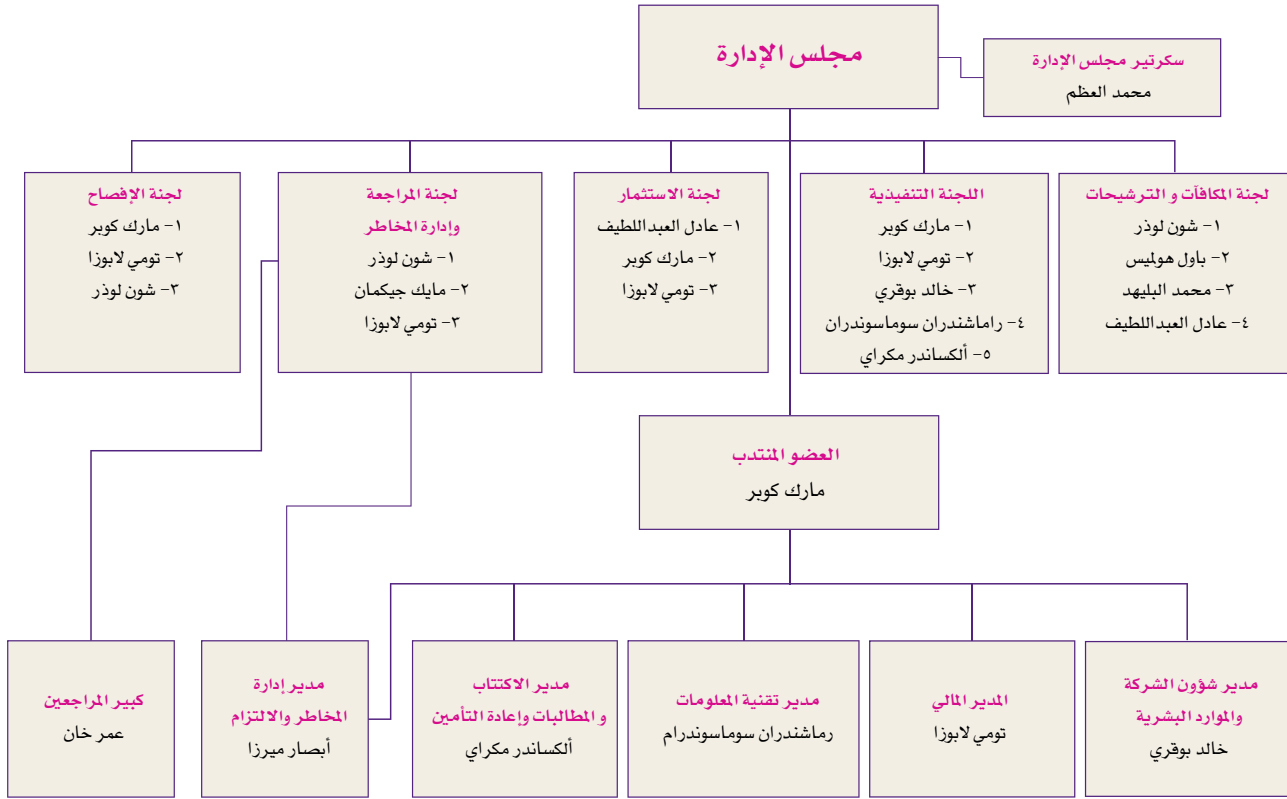 مجلس الإدارة
سكرتير مجلس الإدارة
محمد العظم
لجنة المكافآت و الترشيحات
١- شون لوذر
٢- باول هوليس
٣- محمد البليهد
٤- عادل العبداللطيف
اللجنة التنفيذية
١- مارك كوبر
٢- تومي لابوزا
٣- خالد بوقري
٤- راماشندران سوماسوندران
٥- ألكساندر مكراي
لجنة الاستثمار
١- عادل العبداللطيف
٢- مارك كوبر
٣- تومي لابوزا
لجنة المراجعة
وإدارة المخاطر
١- شون لوذر
٢- مايك جيكمان
٣- تومي لابوزا
لجنة الإفصاح
١- مارك كوبر
٢- تومي لابوزا
٣- شون لوذر
العضو المنتدب
مارك كوبر
مدير شؤون الشركة
والموارد البشرية
خالد بوقري
المدير المالي
تومي لابوزا
مدير تقنية المعلومات
رماشندران سوماسوندرام
مدير الاكتتاب
و المطالبات وإعادة التأمين
ألكساندر مكراي
مدير إدارة
المخاطر والالتزام
أبصار ميرزا
كبير المراجعين
عمر خان